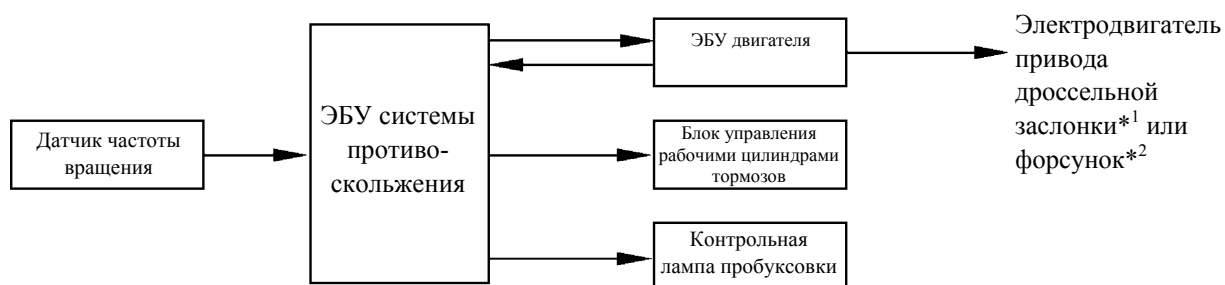 Датчик частоты
вращения
ЭБУ системы
противо-
скольжения
ЭБУ двигателя
Блок управления
рабочими цилиндрами
тормозов
Контрольная
лампа пробуксовки
Электродвигатель
привода
дроссельной
заслонки*¹ или
форсунок*²